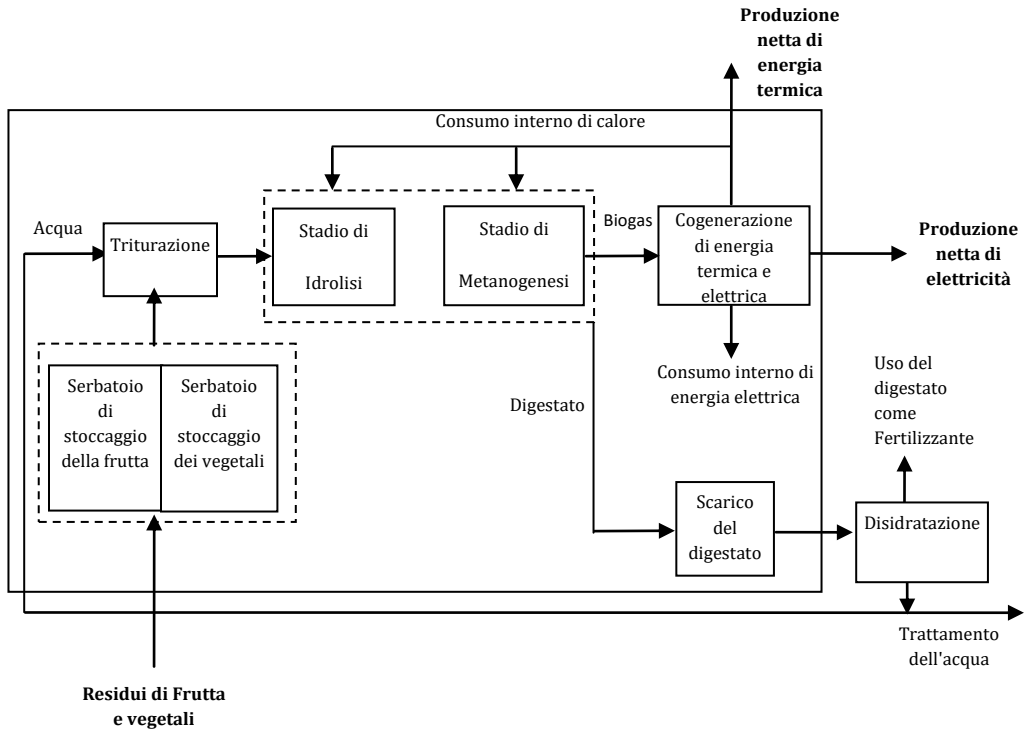 Produzione
netta di
energia
termica
Consumo interno di calore
Acqua
Triturazione
Stadio di
Idrolisi
Stadio di
Metanogenesi
Biogas
Cogenerazione
di energia
termica e
elettrica
Produzione
netta di
elettricità
Serbatoio
di
stoccaggio
della frutta
Serbatoio
di
stoccaggio
dei vegetali
Consumo interno di
energia elettrica
Uso del
digestato
come
Fertilizzante
Digestato
Scarico
del
digestato
Disidratazione
Trattamento
dell'acqua
Residui di Frutta
e vegetali